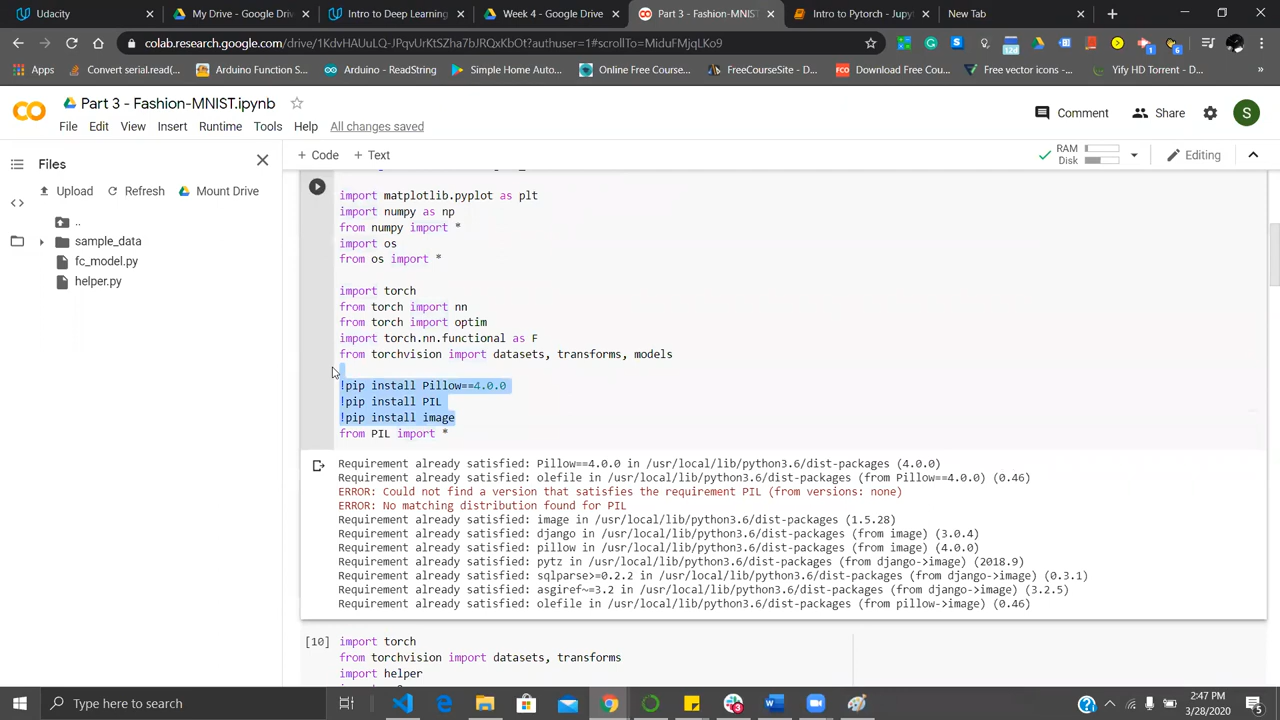 Udacity
My Drive - Google Drive
Intro to Deep Learning
Week 4 - Google Drive
Part 3 - Fashion-MNIST
Intro to Pytorch - Jupy
New Tab
colab.research.google.com/drive/1KdvHAUuLQ-JPqvUrKtSZha7bJRQxKbOt?authuser=1#scrollTo=MiduFMjqLKo9
Apps
Convert serial.read(...
Arduino Function S...
Arduino - ReadString
Simple Home Auto...
Online Free Course...
FreeCourseSite - D...
Download Free Cou...
Free vector icons -...
Yify HD Torrent - D...
Part 3 - Fashion-MNIST.ipynb
Comment
Share
S
File Edit View Insert Runtime Tools Help All changes saved
Files
+ Code + Text
RAM
Disk
Editing
Upload Refresh Mount Drive
..
sample_data
fc_model.py
helper.py
import matplotlib.pyplot as plt
import numpy as np
from numpy import *
import os
from os import *
import torch
from torch import nn
from torch import optim
import torch.nn.functional as F
from torchvision import datasets, transforms, models
!pip install Pillow==4.0.0
!pip install PIL
!pip install image
from PIL import *
Requirement already satisfied: Pillow==4.0.0 in /usr/local/lib/python3.6/dist-packages (4.0.0)
Requirement already satisfied: olefile in /usr/local/lib/python3.6/dist-packages (from Pillow==4.0.0) (0.46)
ERROR: Could not find a version that satisfies the requirement PIL (from versions: none)
ERROR: No matching distribution found for PIL
Requirement already satisfied: image in /usr/local/lib/python3.6/dist-packages (1.5.28)
Requirement already satisfied: django in /usr/local/lib/python3.6/dist-packages (from image) (3.0.4)
Requirement already satisfied: pillow in /usr/local/lib/python3.6/dist-packages (from image) (4.0.0)
Requirement already satisfied: pytz in /usr/local/lib/python3.6/dist-packages (from django->image) (2018.9)
Requirement already satisfied: sqlparse>=0.2.2 in /usr/local/lib/python3.6/dist-packages (from django->image) (0.3.1)
Requirement already satisfied: asgiref~=3.2 in /usr/local/lib/python3.6/dist-packages (from django->image) (3.2.5)
Requirement already satisfied: olefile in /usr/local/lib/python3.6/dist-packages (from pillow->image) (0.46)
[10] import torch
from torchvision import datasets, transforms
import helper
Type here to search
2:47 PM
3/28/2020